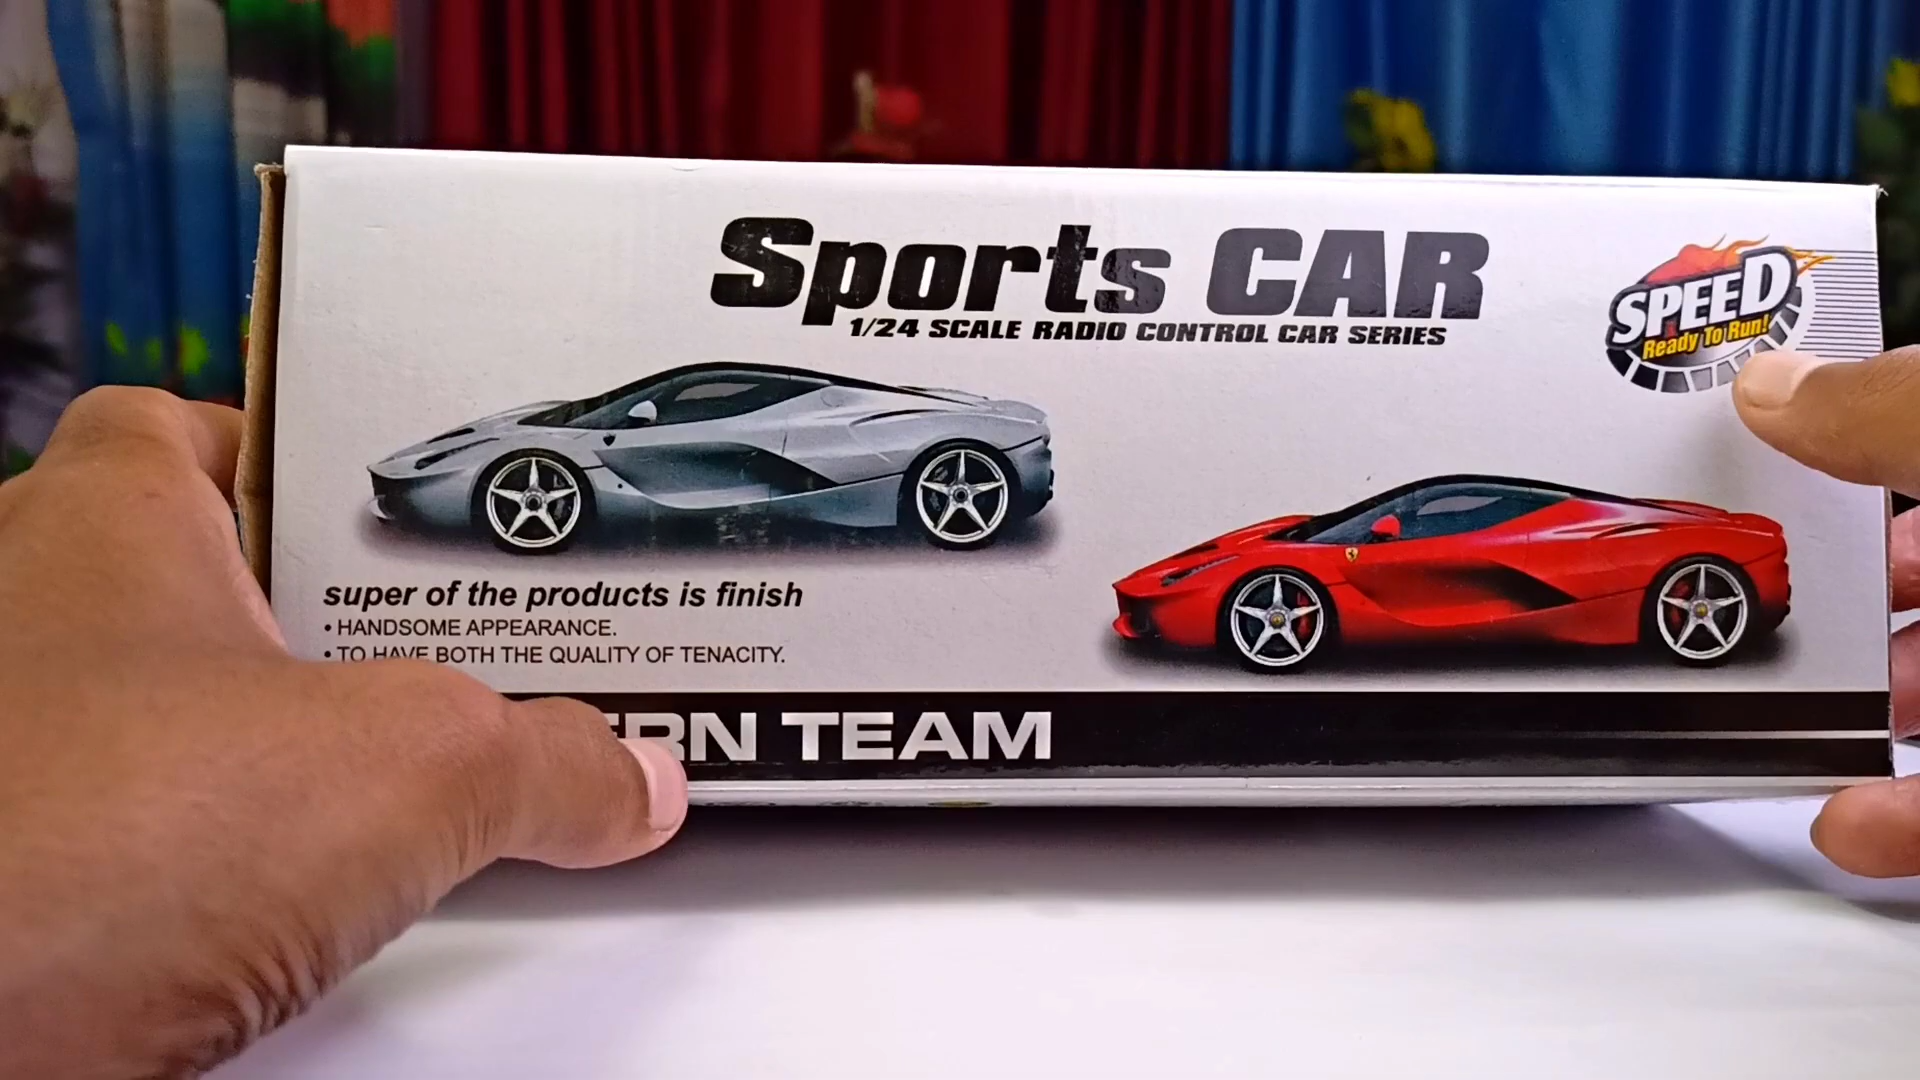 Sports CAR
1/24 SCALE RADIO CONTROL CAR SERIES
SPEED
Ready To Run!
super of the products is finish
• HANDSOME APPEARANCE.
• TO HAVE BOTH THE QUALITY OF TENACITY.
TEAM